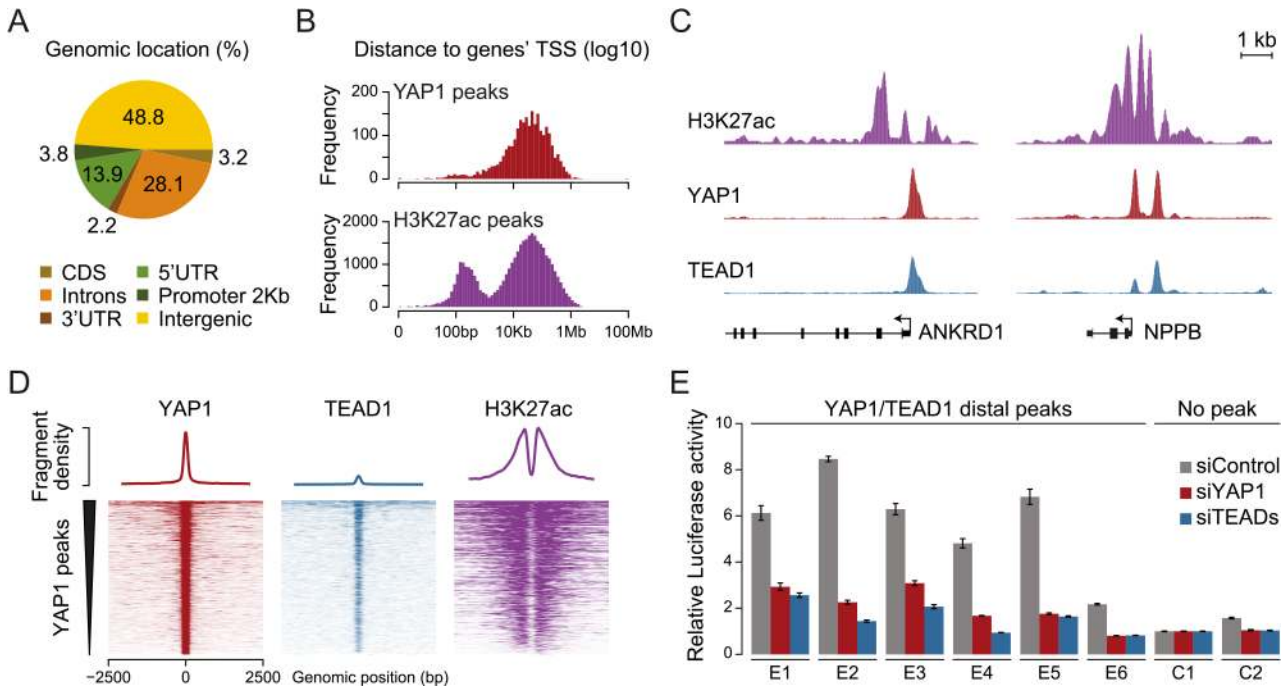 A
Genomic location (%)
48.8
3.8
3.2
13.9
28.1
2.2
CDS
5'UTR
Introns
Promoter 2Kb
3'UTR
Intergenic
B
Distance to genes' TSS (log10)
YAP1 peaks
Frequency
200
100
0
H3K27ac peaks
Frequency
2000
1000
0
0 100bp 10Kb 1Mb 100Mb
C
1 kb
H3K27ac
YAP1
TEAD1
ANKRD1
NPPB
D
YAP1 TEAD1 H3K27ac
Fragment
density
YAP1 peaks
−2500 0 2500
Genomic position (bp)
E
YAP1/TEAD1 distal peaks
No peak
Relative Luciferase activity
10
8
6
4
2
0
siControl
siYAP1
siTEADs
E1 E2 E3 E4 E5 E6 C1 C2